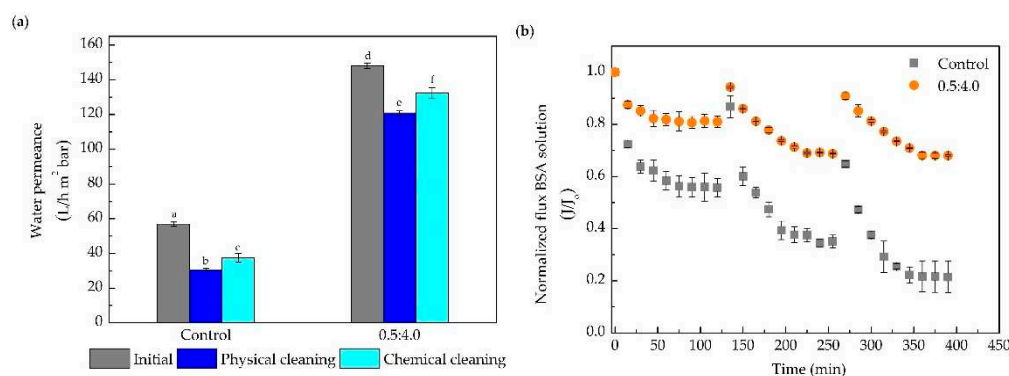 (a)
160
140
120
100
80
60
40
20
0
Water permeance
(L/h m² bar)
a
b
c
d
e
f
Control
0.5:4.0
Initial
Physical cleaning
Chemical cleaning
(b)
Control
0.5:4.0
1.0
0.8
0.6
0.4
0.2
0.0
Normalized flux BSA solution
(J/Jₒ)
0 50 100 150 200 250 300 350 400 450
Time (min)